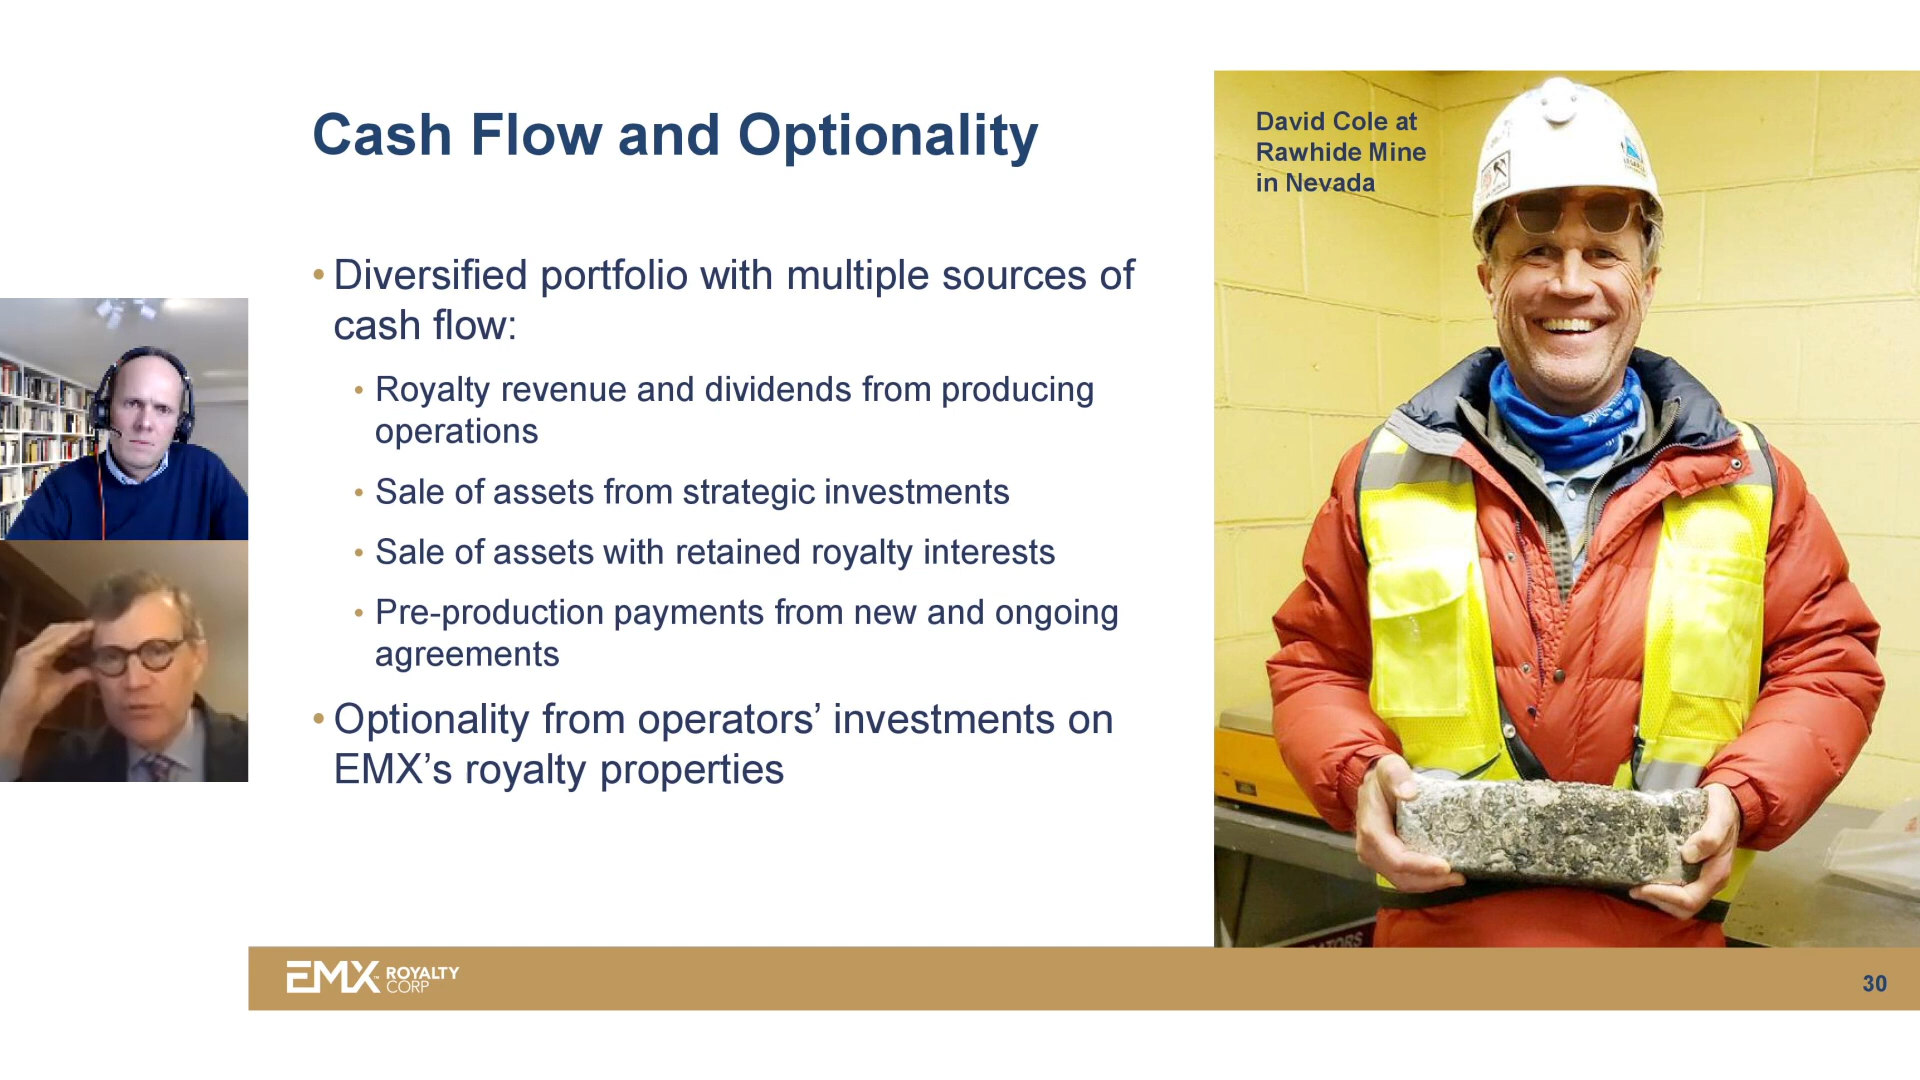 Cash Flow and Optionality
• Diversified portfolio with multiple sources of
cash flow:
• Royalty revenue and dividends from producing
operations
• Sale of assets from strategic investments
• Sale of assets with retained royalty interests
• Pre-production payments from new and ongoing
agreements
• Optionality from operators’ investments on
EMX’s royalty properties
David Cole at
Rawhide Mine
in Nevada
EMX™ ROYALTY
CORP
30